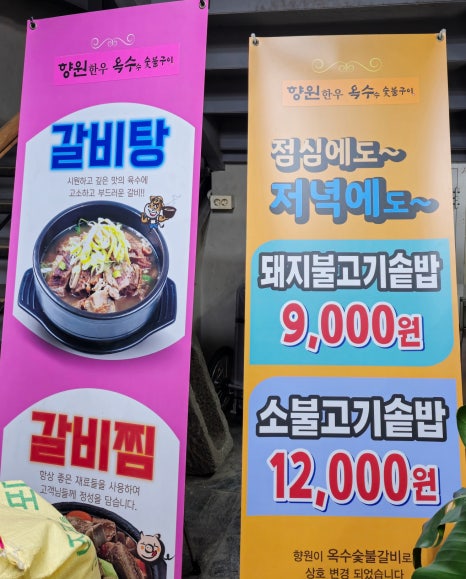 향원한우 옥수수 숯불구이
갈비탕
시원하고 깊은 맛의 육수에
고소하고 부드러운 갈비!!
갈비찜
항상 좋은 재료들을 사용하여
고객님들께 정성을 담습니다.
향원한우 옥수수 숯불구이
점심에도~
저녁에도~
돼지불고기솥밥
9,000원
소불고기솥밥
12,000원
향원이 옥수숯불갈비로
상호 변경 되었습니다